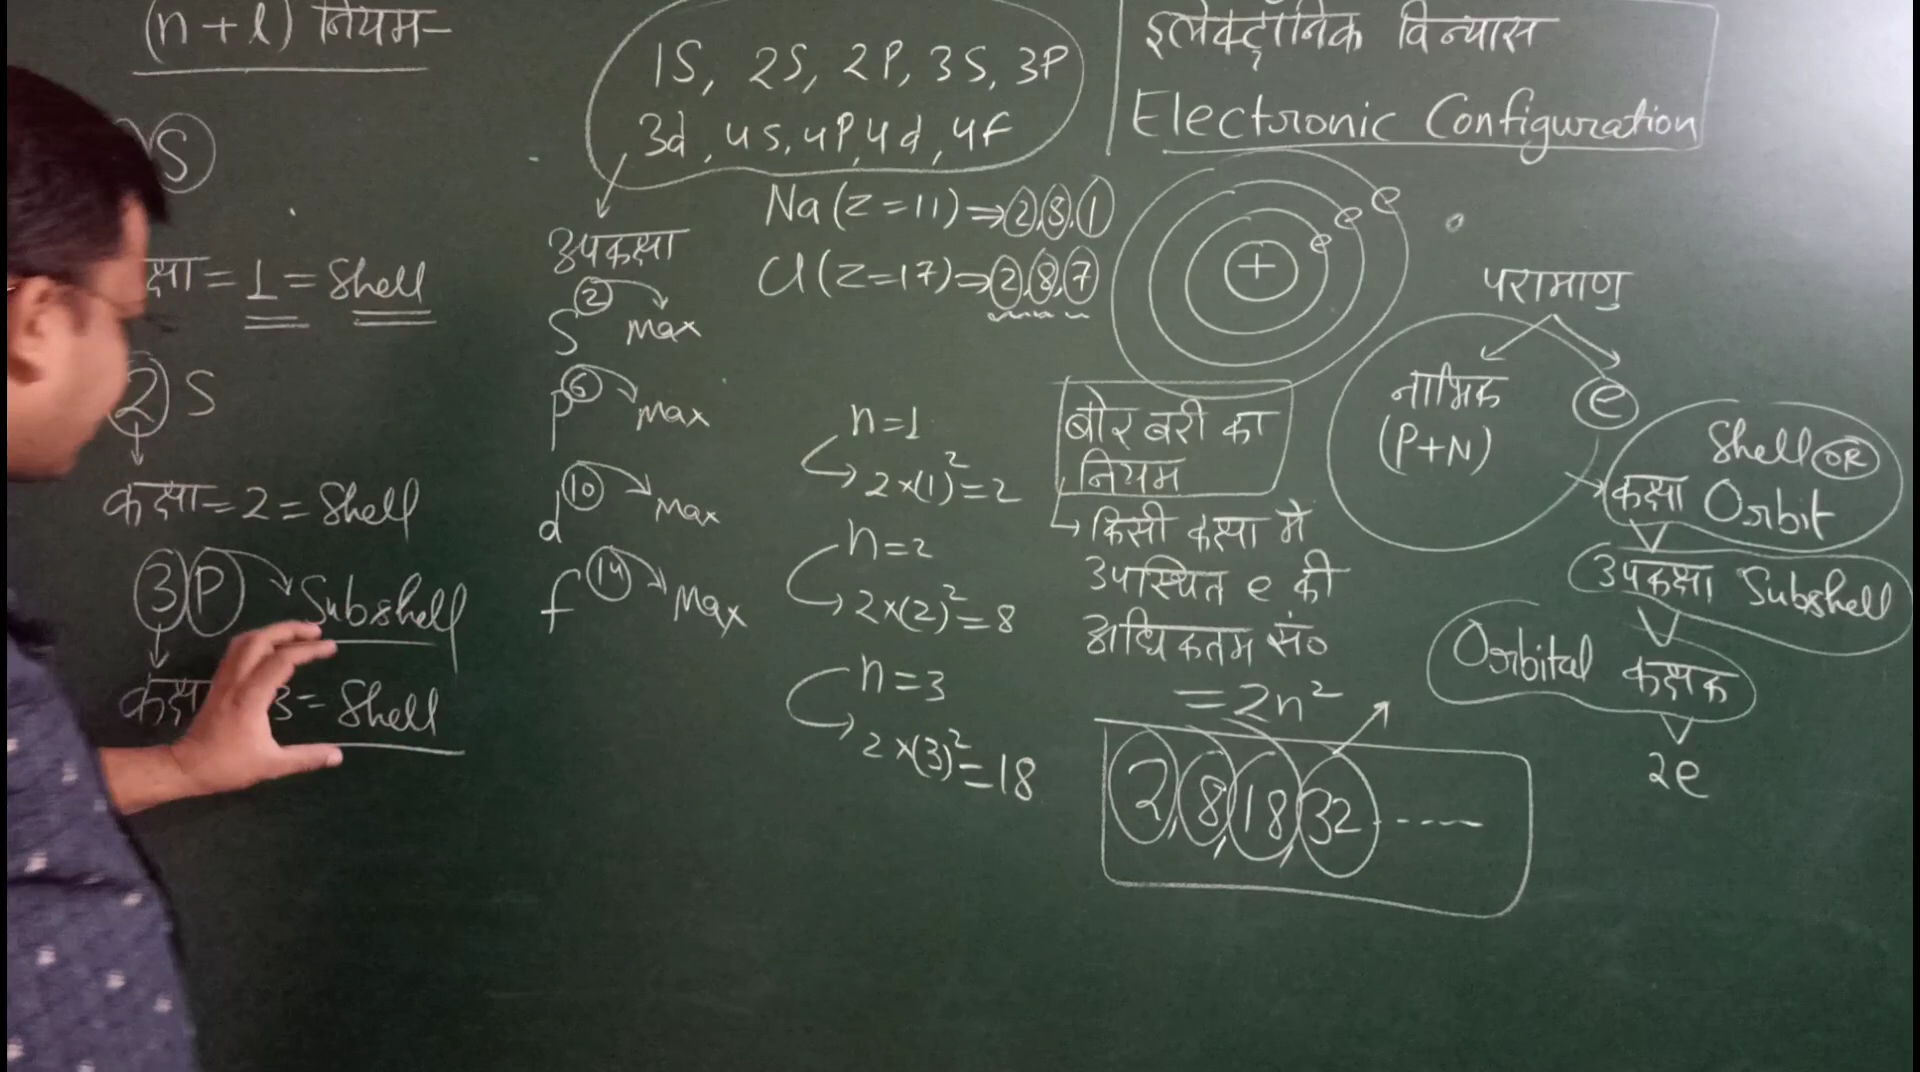 (n + l) नियम-
S
क्षा = 1 = Shell
2 S
कक्षा = 2 = Shell
3 P Subshell
3 = Shell
1S, 2S, 2P, 3S, 3P
3d, 4s, 4P, 4d, 4f
उपकक्षा
S 2 Max
P 6 Max
d 10 Max
f 14 Max
Na (Z=11) ⇒ 2,8,1
Cl (Z=17) ⇒ 2,8,7
n=1
2×(1)²=2
n=2
2×(2)²=8
n=3
2×(3)²=18
इलेक्ट्रॉनिक विन्यास
Electronic Configuration
+ e e e
बोर बरी का
नियम
किसी कक्षा मे
उपस्थित e की
अधिकतम सं०
= 2n²
2, 8, 18, 32 -----
परामाणु
नाभिक e
(P+N)
Shell OR
कक्षा Orbit
उपकक्षा Subshell
Orbital कक्षक
2e